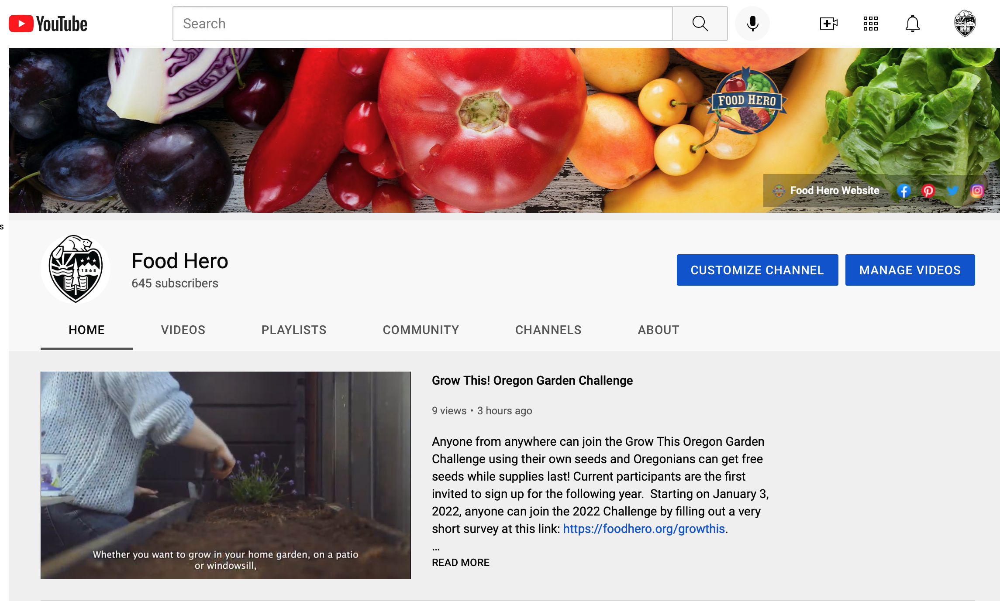 YouTube
Search
FOOD HERO
Food Hero Website
s
1868
Food Hero
645 subscribers
CUSTOMIZE CHANNEL
MANAGE VIDEOS
HOME
VIDEOS
PLAYLISTS
COMMUNITY
CHANNELS
ABOUT
Grow This! Oregon Garden Challenge
9 views • 3 hours ago
Anyone from anywhere can join the Grow This Oregon Garden
Challenge using their own seeds and Oregonians can get free
seeds while supplies last! Current participants are the first
invited to sign up for the following year.  Starting on January 3,
2022, anyone can join the 2022 Challenge by filling out a very
short survey at this link: https://foodhero.org/growthis.
...
READ MORE
Whether you want to grow in your home garden, on a patio
or windowsill,